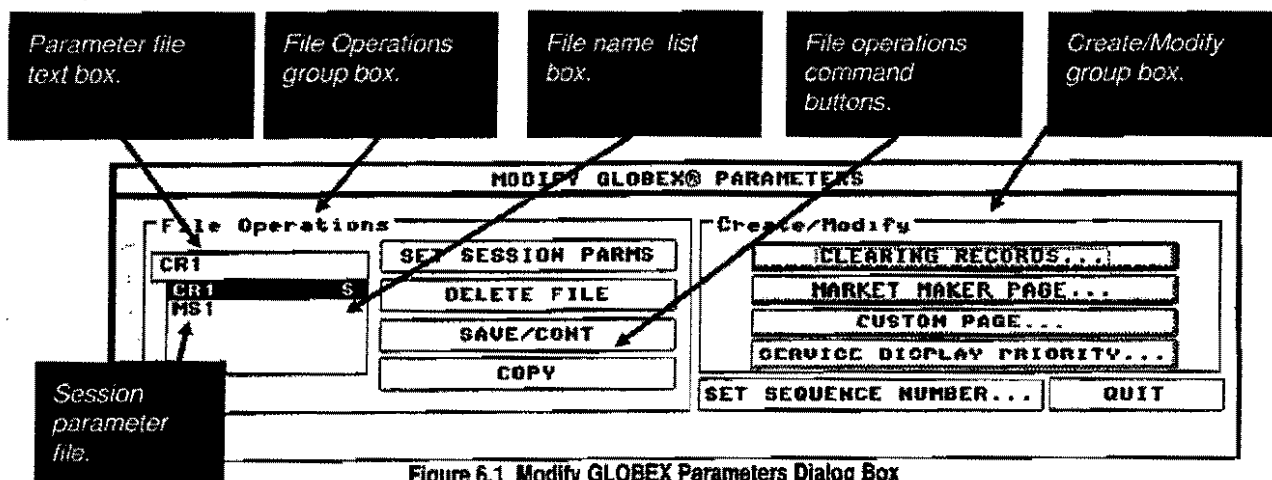 Parameter file
text box.
File Operations
group box.
File name list
box.
File operations
command
buttons.
Create/Modify
group box.
MODIFY GLOBEX® PARAMETERS
File Operations
CR1
CR1 S
MS1
SET SESSION PARMS
DELETE FILE
SAVE/CONT
COPY
Create/Modify
CLEARING RECORDS...
MARKET MAKER PAGE...
CUSTOM PAGE...
SERVICE DISPLAY PRIORITY...
SET SEQUENCE NUMBER...
QUIT
Session
parameter
file.
Figure 6.1 Modify GLOBEX Parameters Dialog Box